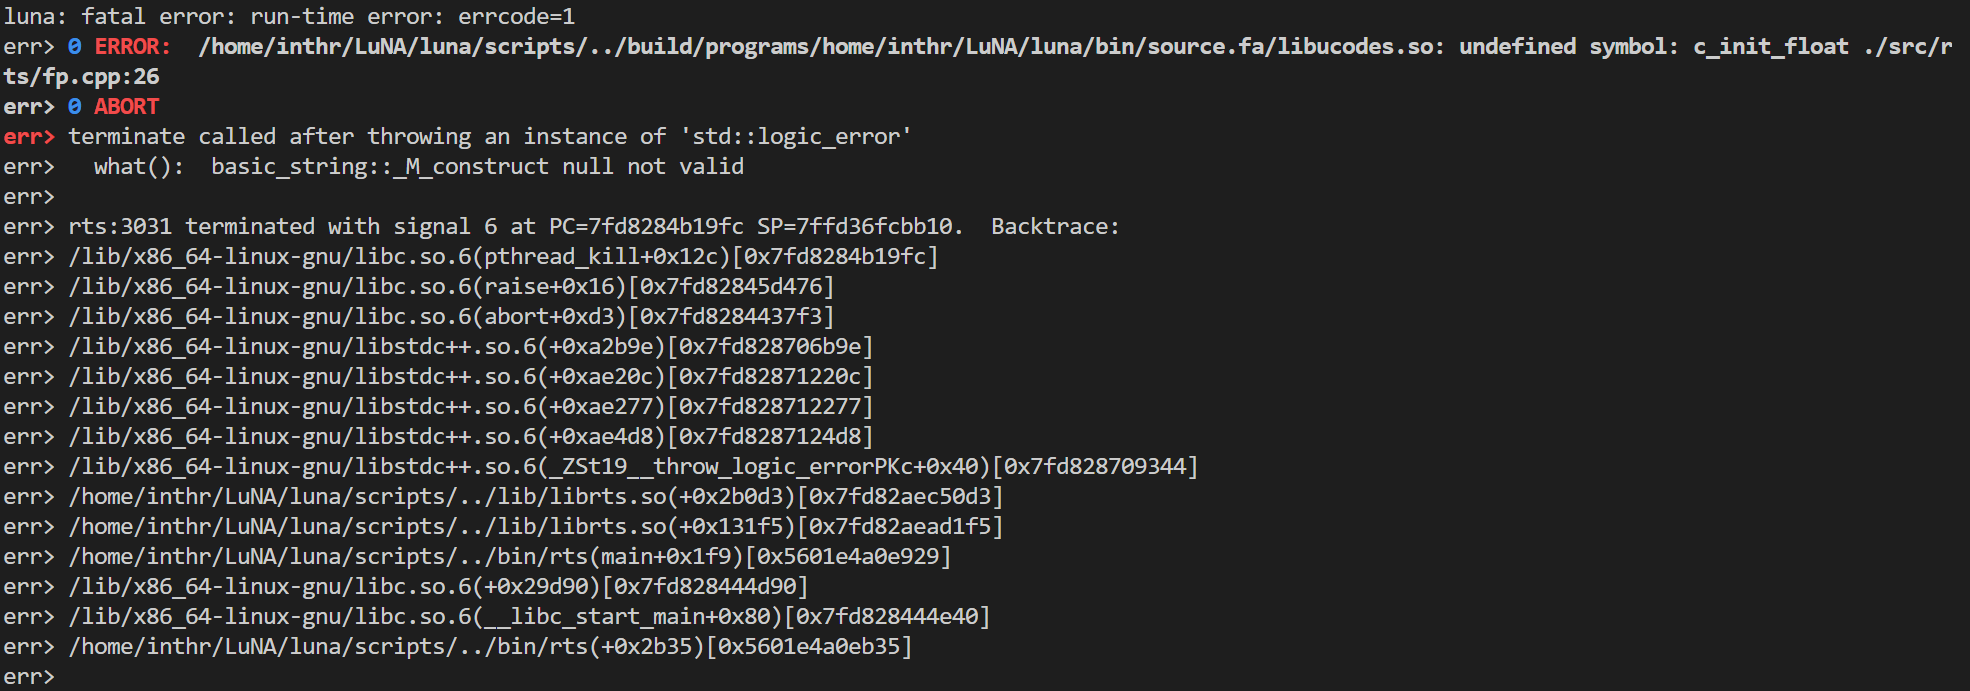 luna: fatal error: run-time error: errcode=1
err> 0 ERROR:  /home/inthr/LuNA/luna/scripts/../build/programs/home/inthr/LuNA/luna/bin/source.fa/libucodes.so: undefined symbol: c_init_float ./src/r
ts/fp.cpp:26
err> 0 ABORT
err> terminate called after throwing an instance of 'std::logic_error'
err>   what():  basic_string::_M_construct null not valid
err>
err> rts:3031 terminated with signal 6 at PC=7fd8284b19fc SP=7ffd36fcbb10.  Backtrace:
err> /lib/x86_64-linux-gnu/libc.so.6(pthread_kill+0x12c)[0x7fd8284b19fc]
err> /lib/x86_64-linux-gnu/libc.so.6(raise+0x16)[0x7fd82845d476]
err> /lib/x86_64-linux-gnu/libc.so.6(abort+0xd3)[0x7fd8284437f3]
err> /lib/x86_64-linux-gnu/libstdc++.so.6(+0xa2b9e)[0x7fd828706b9e]
err> /lib/x86_64-linux-gnu/libstdc++.so.6(+0xae20c)[0x7fd82871220c]
err> /lib/x86_64-linux-gnu/libstdc++.so.6(+0xae277)[0x7fd828712277]
err> /lib/x86_64-linux-gnu/libstdc++.so.6(+0xae4d8)[0x7fd8287124d8]
err> /lib/x86_64-linux-gnu/libstdc++.so.6(_ZSt19__throw_logic_errorPKc+0x40)[0x7fd828709344]
err> /home/inthr/LuNA/luna/scripts/../lib/librts.so(+0x2b0d3)[0x7fd82aec50d3]
err> /home/inthr/LuNA/luna/scripts/../lib/librts.so(+0x131f5)[0x7fd82aead1f5]
err> /home/inthr/LuNA/luna/scripts/../bin/rts(main+0x1f9)[0x5601e4a0e929]
err> /lib/x86_64-linux-gnu/libc.so.6(+0x29d90)[0x7fd828444d90]
err> /lib/x86_64-linux-gnu/libc.so.6(__libc_start_main+0x80)[0x7fd828444e40]
err> /home/inthr/LuNA/luna/scripts/../bin/rts(+0x2b35)[0x5601e4a0eb35]
err>